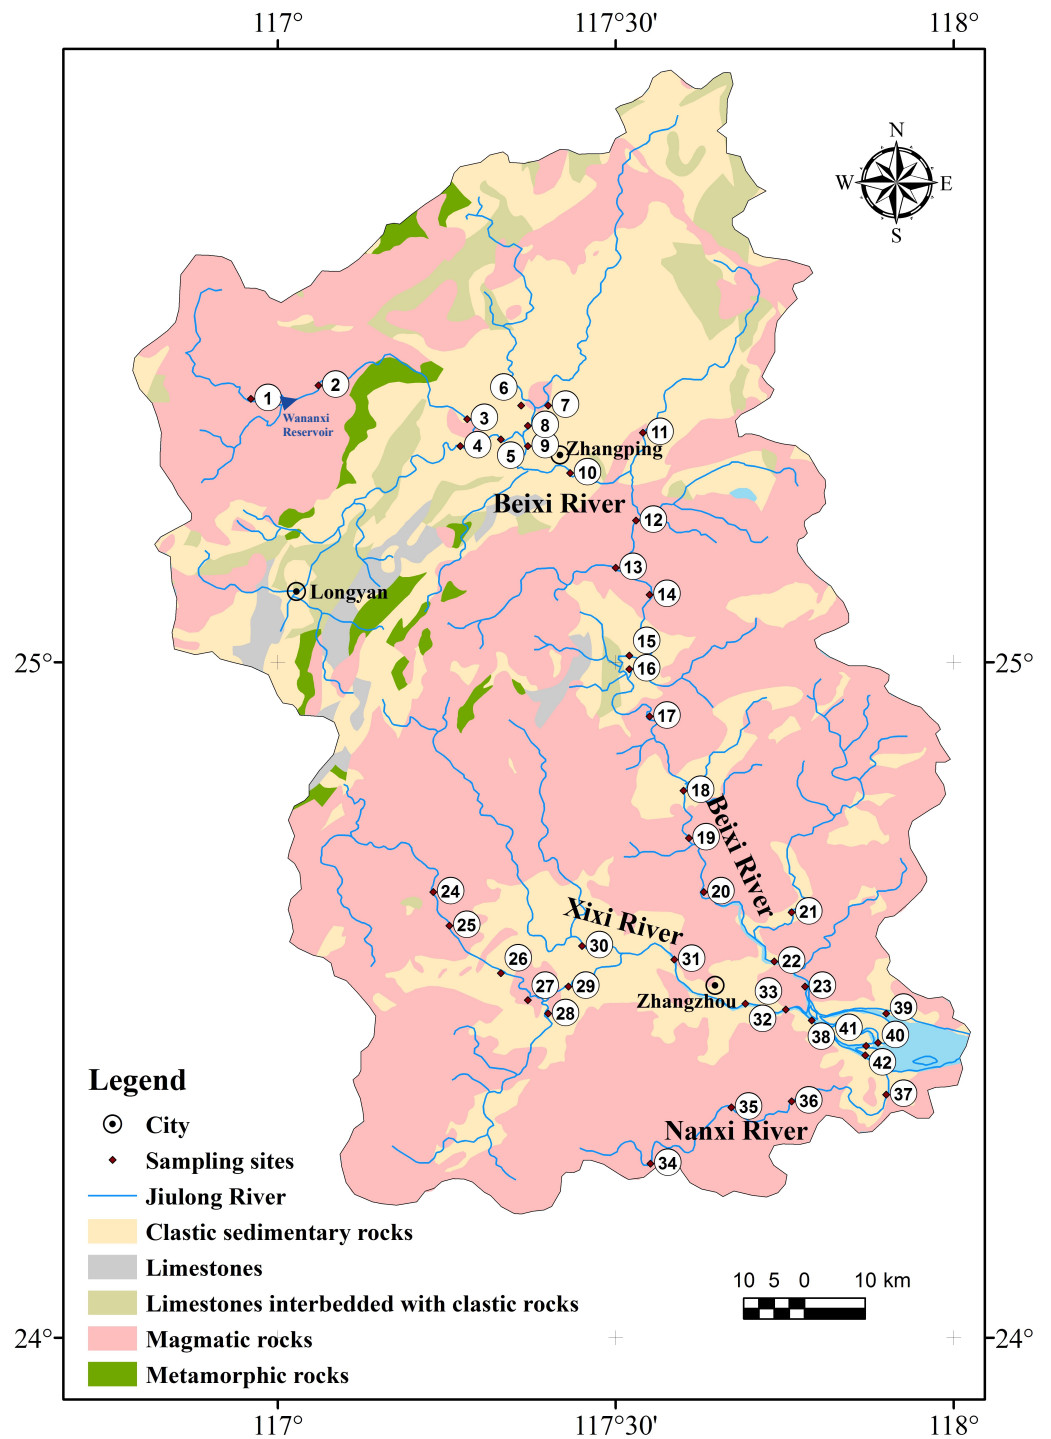 117°
117°30'
118°
N
W
E
S
6
7
2
1
Wananxi
Reservoir
3
8
11
4
9
5
Zhangping
10
Beixi River
12
13
Longyan
14
15
25°
16
25°
17
18
Beixi River
19
24
20
25
Xixi River
21
30
26
31
22
27
29
33
23
Zhangzhou
28
32
39
41
38
40
42
Legend
37
36
35
City
Nanxi River
Sampling sites
34
Jiulong River
Clastic sedimentary rocks
Limestones
10 5 0 10 km
Limestones interbedded with clastic rocks
24°
Magmatic rocks
24°
Metamorphic rocks
117°
117°30'
118°